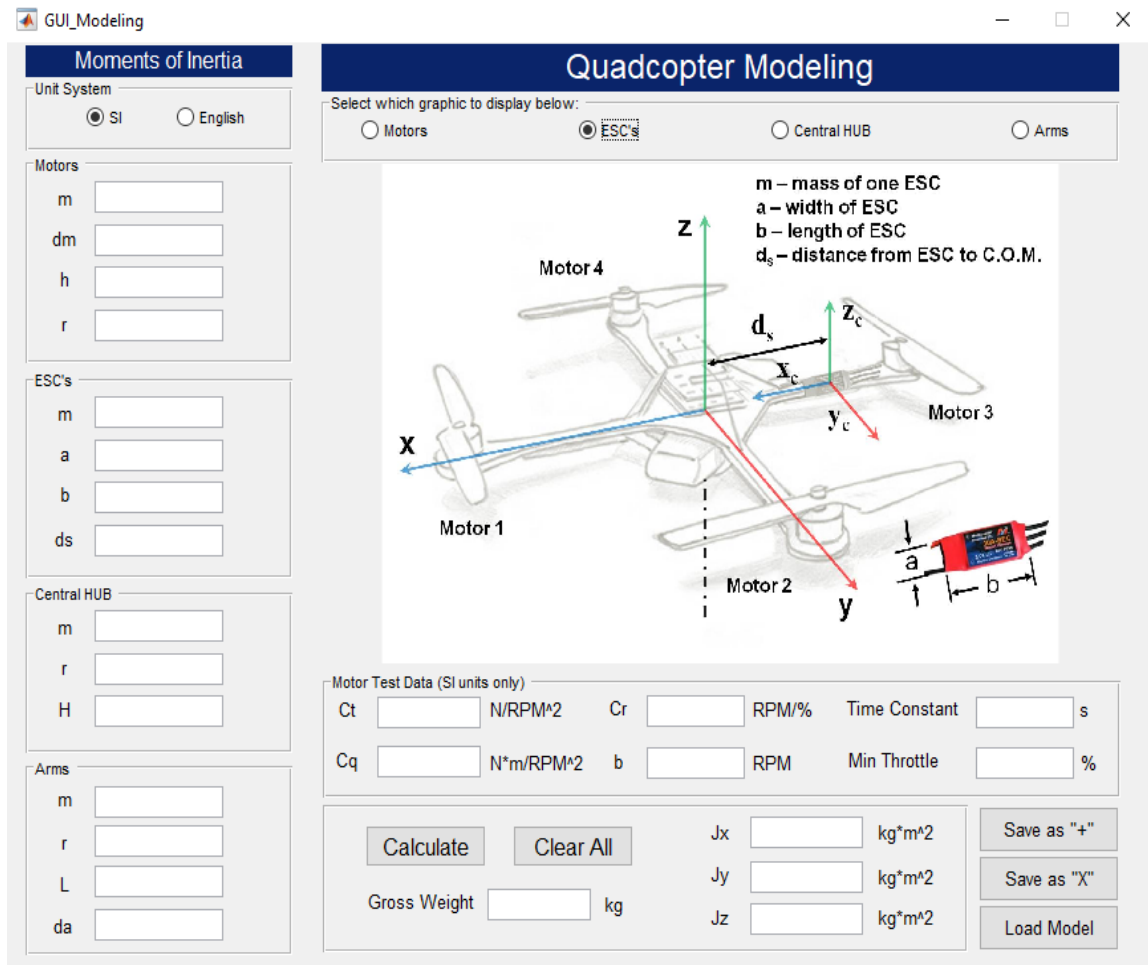 GUI_Modeling
Moments of Inertia
Unit System
SI English
Motors
m
dm
h
r
ESC's
m
a
b
ds
Central HUB
m
r
H
Arms
m
r
L
da
Quadcopter Modeling
Select which graphic to display below:
Motors ESC's Central HUB Arms
m – mass of one ESC
a – width of ESC
b – length of ESC
dₛ – distance from ESC to C.O.M.
z
Motor 4
dₛ
z_c
x_c
y_c
Motor 3
x
Motor 1
Motor 2
y
a
b
Motor Test Data (SI units only)
Ct N/RPM^2 Cr RPM/% Time Constant s
Cq N*m/RPM^2 b RPM Min Throttle %
Calculate Clear All
Gross Weight kg
Jx kg*m^2
Jy kg*m^2
Jz kg*m^2
Save as "+"
Save as "X"
Load Model